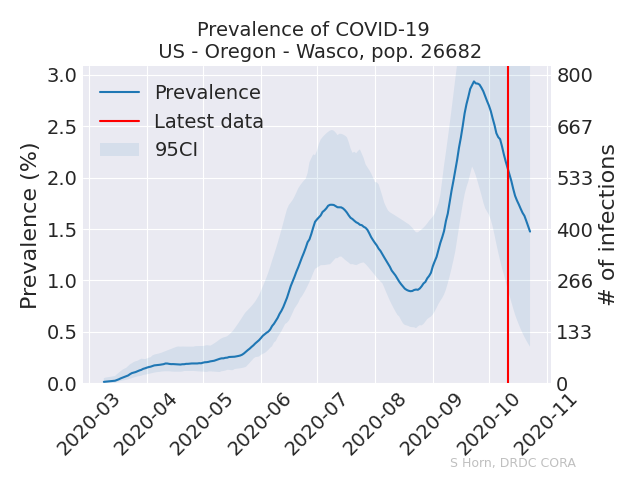 Prevalence of COVID-19
US - Oregon - Wasco, pop. 26682
Prevalence (%)
3.0
2.5
2.0
1.5
1.0
0.5
0.0
Prevalence
Latest data
95CI
800
667
533
400
266
133
0
# of infections
2020-03
2020-04
2020-05
2020-06
2020-07
2020-08
2020-09
2020-10
2020-11
S Horn, DRDC CORA